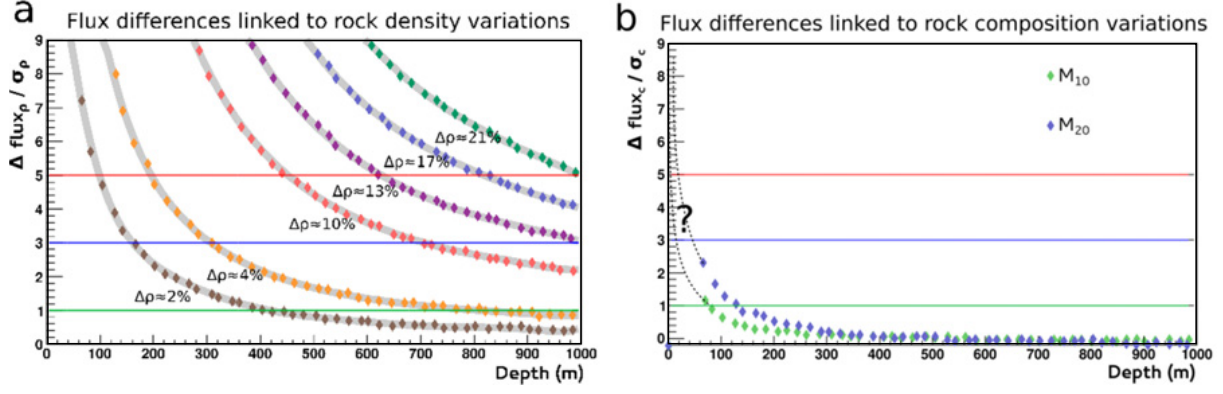 a
Flux differences linked to rock density variations
Δ fluxρ / σρ
9
8
7
6
5
4
3
2
1
0
Δρ≈21%
Δρ≈17%
Δρ≈13%
Δρ≈10%
Δρ≈4%
Δρ≈2%
0 100 200 300 400 500 600 700 800 900 1000
Depth (m)
b
Flux differences linked to rock composition variations
Δ fluxc / σc
9
8
7
6
5
4
3
2
1
0
M10
M20
?
0 100 200 300 400 500 600 700 800 900 1000
Depth (m)